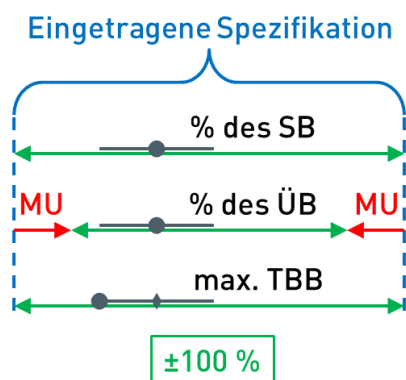 Eingetragene Spezifikation
% des SB
MU % des ÜB MU
max. TBB
±100 %